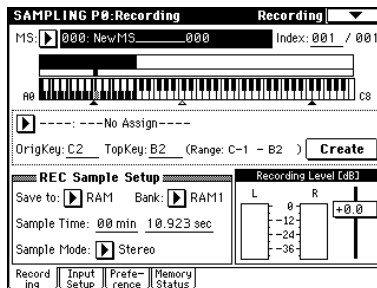 SAMPLING P0:Recording Recording
MS: 000: NewMS______000 Index: 001 / 001
A0 C8
----: ---No Assign----
OrigKey: C2 TopKey: B2 (Range: C-1 - B2 ) Create
REC Sample Setup
Save to: RAM Bank: RAM1
Sample Time: 00 min 10.923 sec
Sample Mode: Stereo
Recording Level [dB]
L R
0
-12
-24
-36
+0.0
Record ing Input Setup Prefe- rence Memory Status